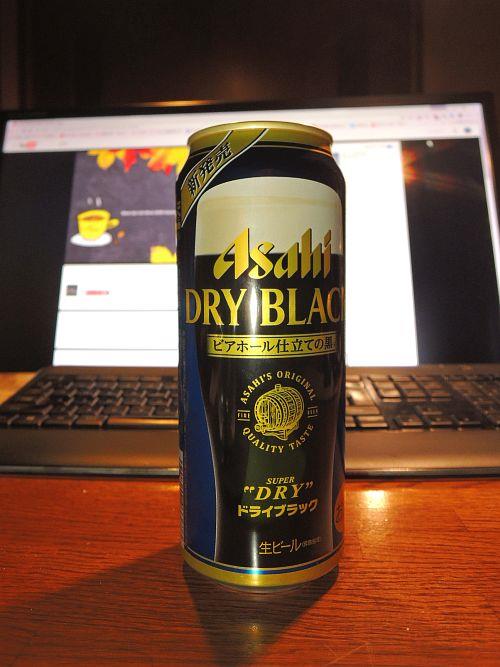 新発売
Asahi
DRY BLAC
ビアホール仕立ての黒。
ASAHI'S ORIGINAL
FINE BEER
QUALITY TASTE
SUPER
"DRY"
ドライブラック
生ビール